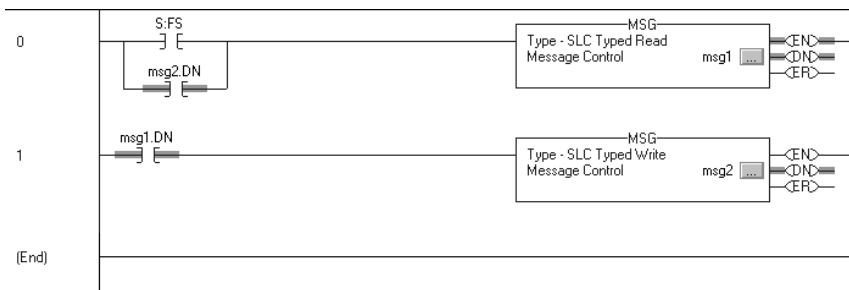 S:FS
MSG
0
Type - SLC Typed Read
EN
Message Control
msg1
...
DN
ER
msg2.DN
msg1.DN
MSG
1
Type - SLC Typed Write
EN
Message Control
msg2
...
DN
ER
(End)